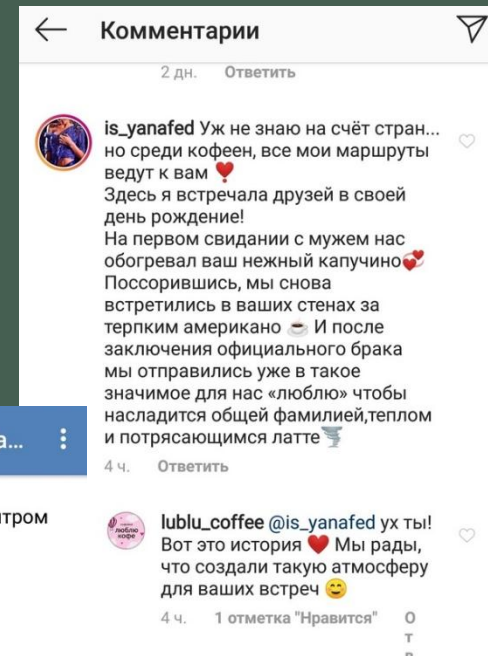 Комментарии
2 дн. Ответить
is_yanafed Уж не знаю на счёт стран...
но среди кофеен, все мои маршруты
ведут к вам ❣️
Здесь я встречала друзей в своей
день рождение!
На первом свидании с мужем нас
обогревал ваш нежный капучино💞
Поссорившись, мы снова
встретились в ваших стенах за
терпким американо ☕ И после
заключения официального брака
мы отправились уже в такое
значимое для нас «люблю» чтобы
насладится общей фамилией,теплом
и потрясающимся латте🌪️
4 ч. Ответить
а...
тром
люблю
кофе
lublu_coffee @is_yanafed ух ты!
Вот это история ❤️ Мы рады,
что создали такую атмосферу
для ваших встреч 😊
4 ч. 1 отметка "Нравится" О
т